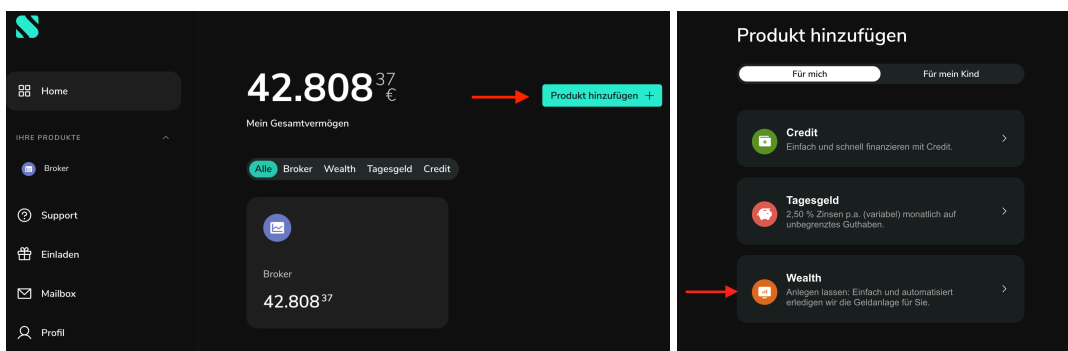 Home
IHRE PRODUKTE
Broker
Support
Einladen
Mailbox
Profil
42.808 37 €
Produkt hinzufügen +
Mein Gesamtvermögen
Alle Broker Wealth Tagesgeld Credit
Broker
42.808 37
Produkt hinzufügen
Für mich Für mein Kind
Credit
Einfach und schnell finanzieren mit Credit.
Tagesgeld
2,50 % Zinsen p.a. (variabel) monatlich auf
unbegrenztes Guthaben.
Wealth
Anlegen lassen: Einfach und automatisiert
erledigen wir die Geldanlage für Sie.